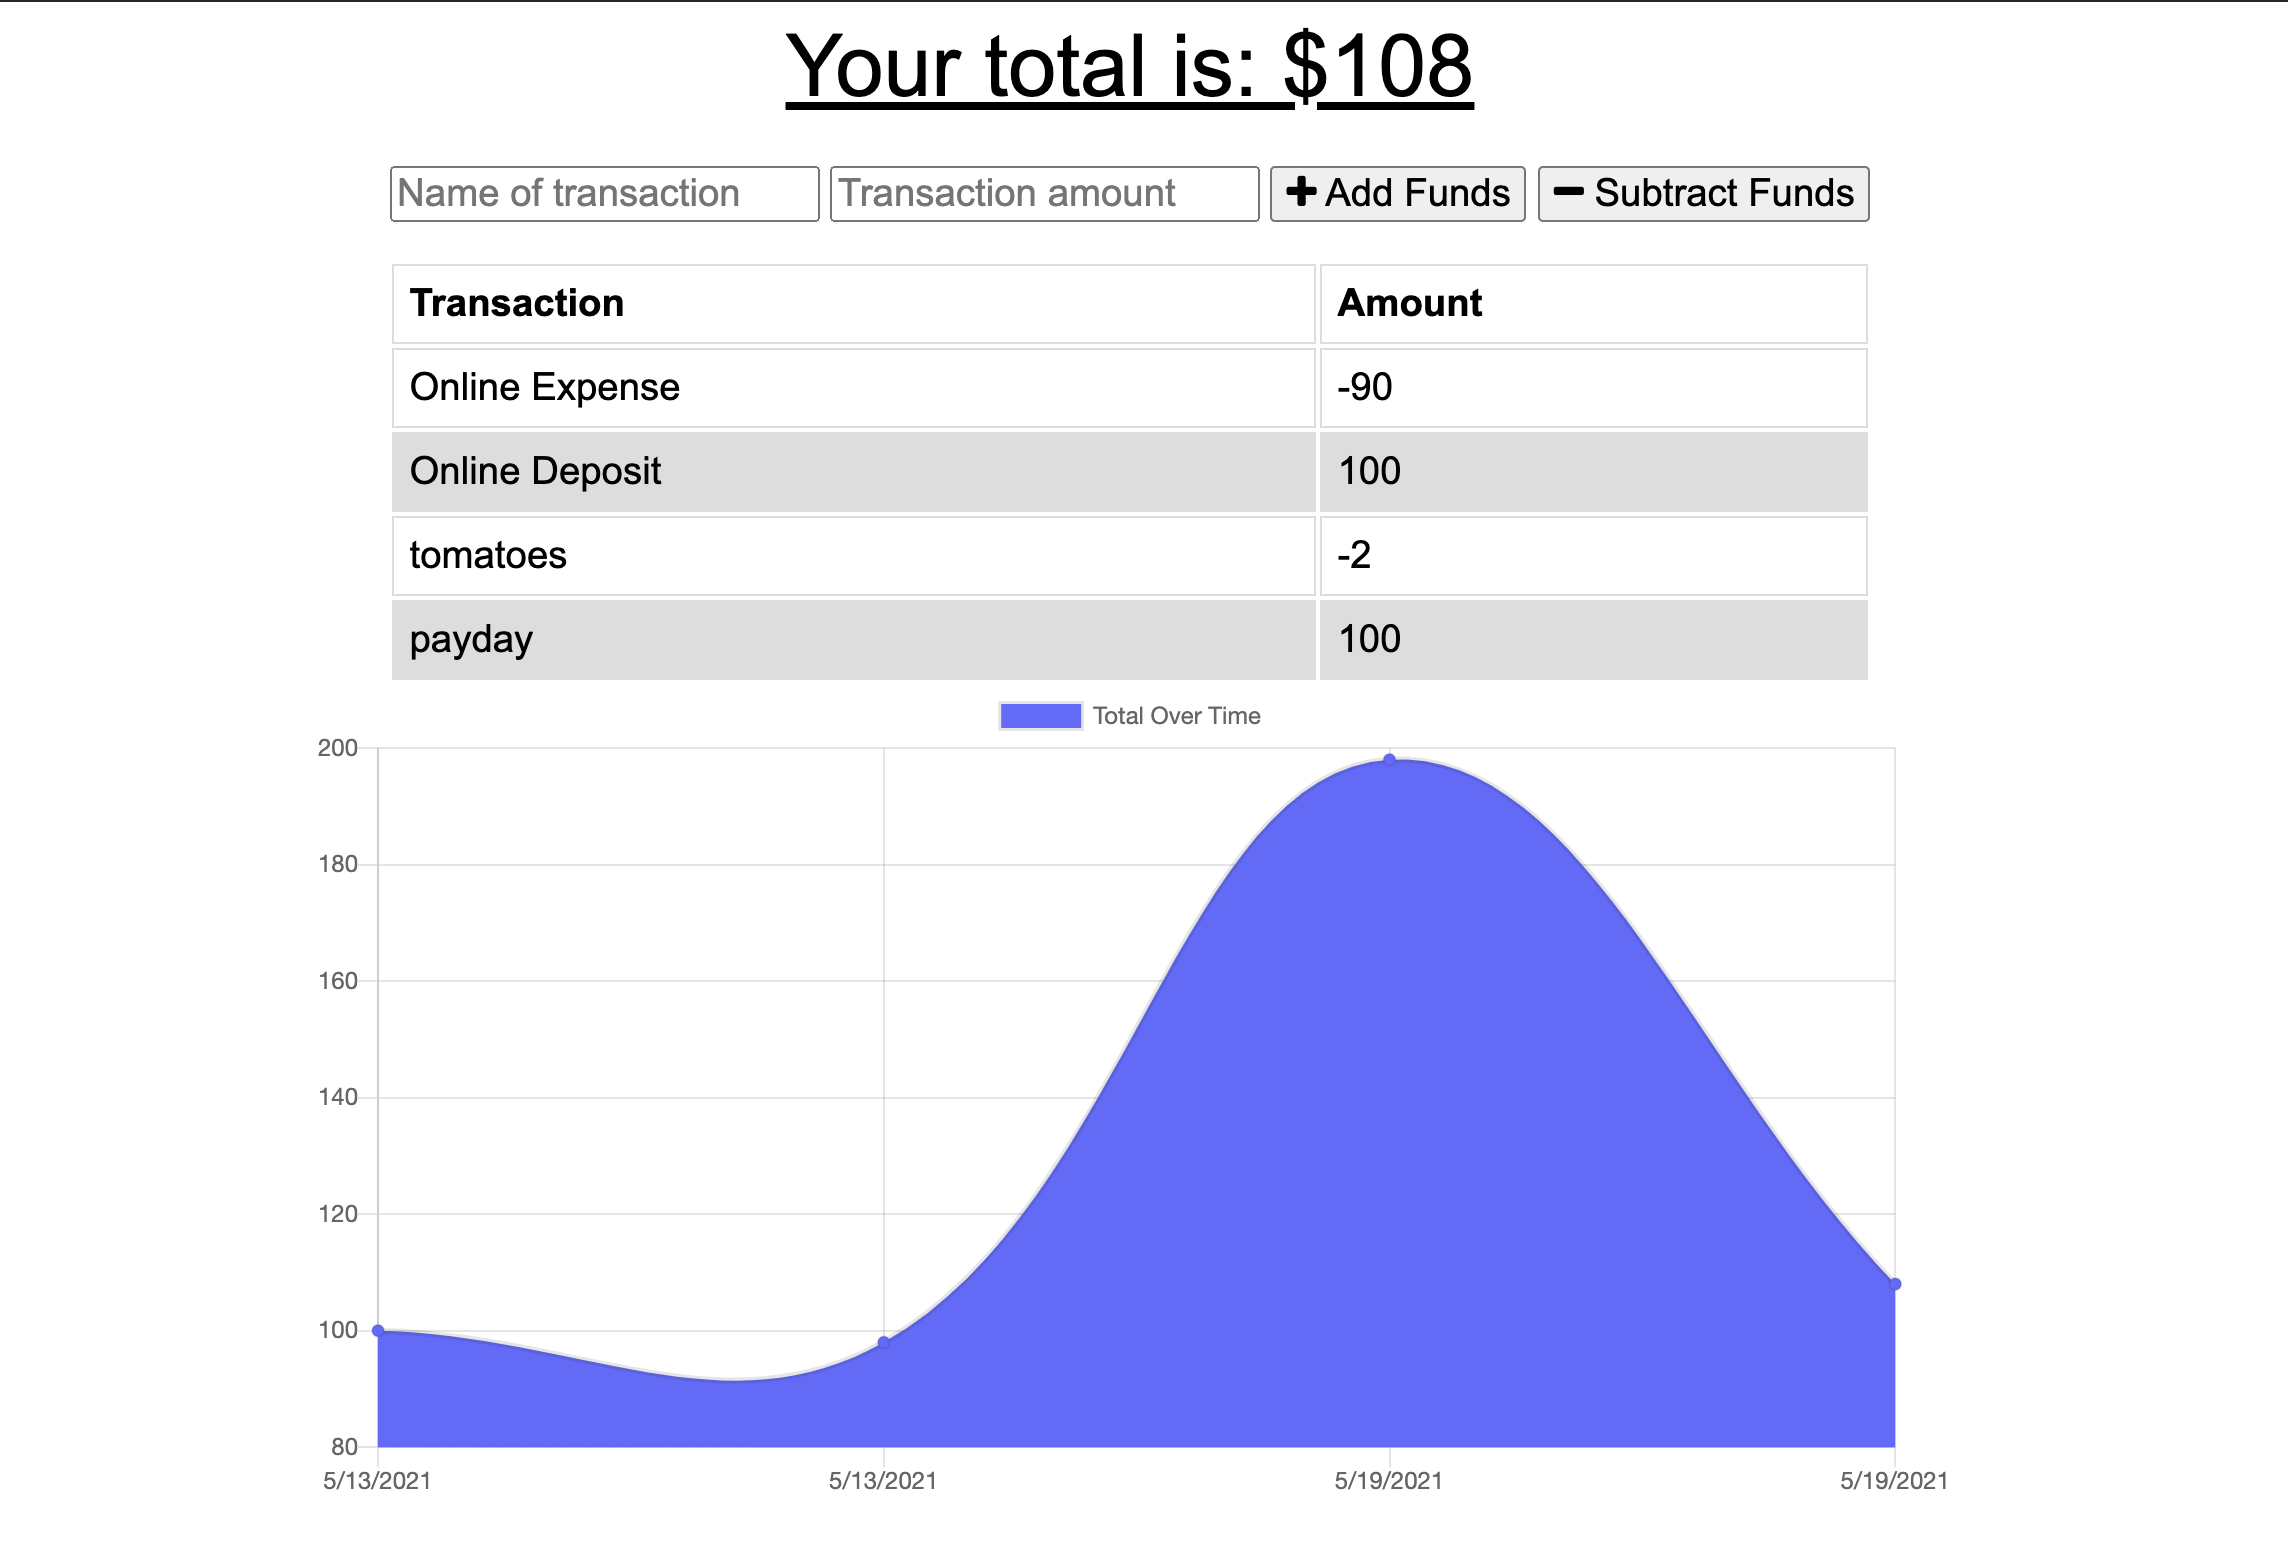 Your total is: $108
Name of transaction Transaction amount Add Funds Subtract Funds
Transaction Amount
Online Expense -90
Online Deposit 100
tomatoes -2
payday 100
Total Over Time
200
180
160
140
120
100
80
5/13/2021 5/13/2021 5/19/2021 5/19/2021